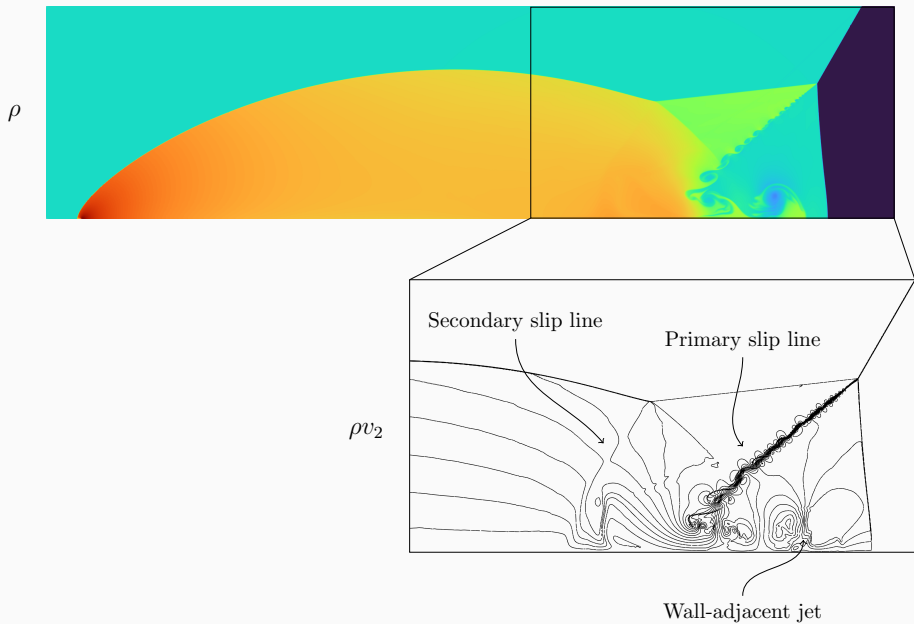 ρ
Secondary slip line
Primary slip line
ρv₂
Wall-adjacent jet